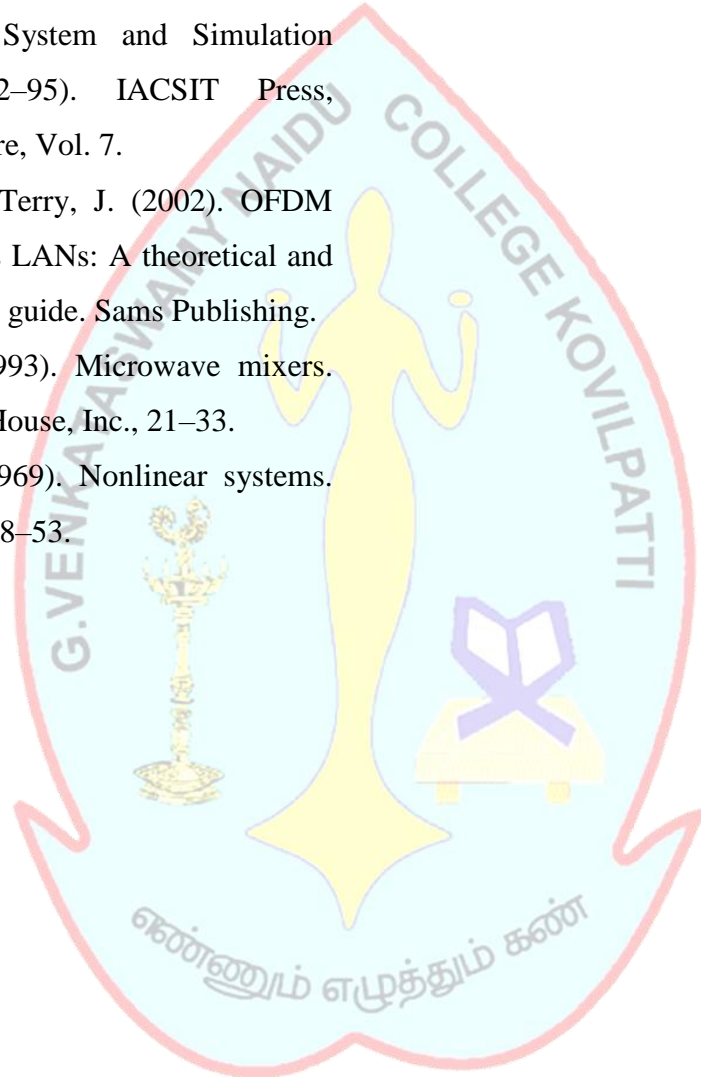 System and Simulation
2–95). IACSIT Press,
re, Vol. 7.
Terry, J. (2002). OFDM
LANs: A theoretical and
guide. Sams Publishing.
993). Microwave mixers.
House, Inc., 21–33.
969). Nonlinear systems.
8–53.
G.VENKATASWAMY NAIDU COLLEGE KOVILPATTI
எண்ணும் எழுத்தும் கண்